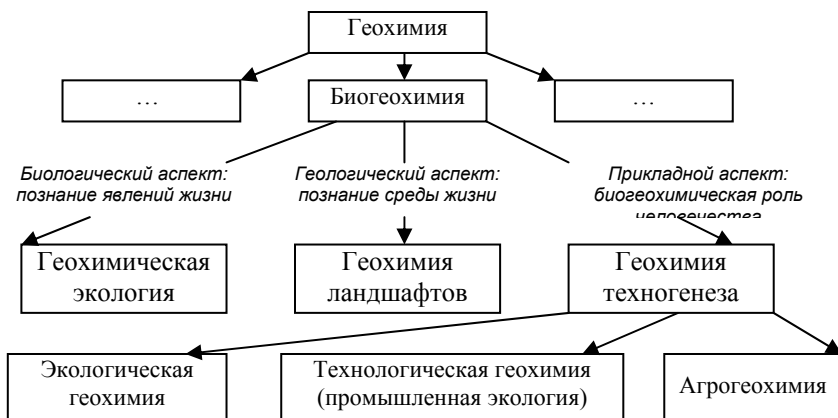 Геохимия
…
Биогеохимия
…
Биологический аспект:
познание явлений жизни
Геологический аспект:
познание среды жизни
Прикладной аспект:
биогеохимическая роль
человечества
Геохимическая
экология
Геохимия
ландшафтов
Геохимия
техногенеза
Экологическая
геохимия
Технологическая геохимия
(промышленная экология)
Агрогеохимия